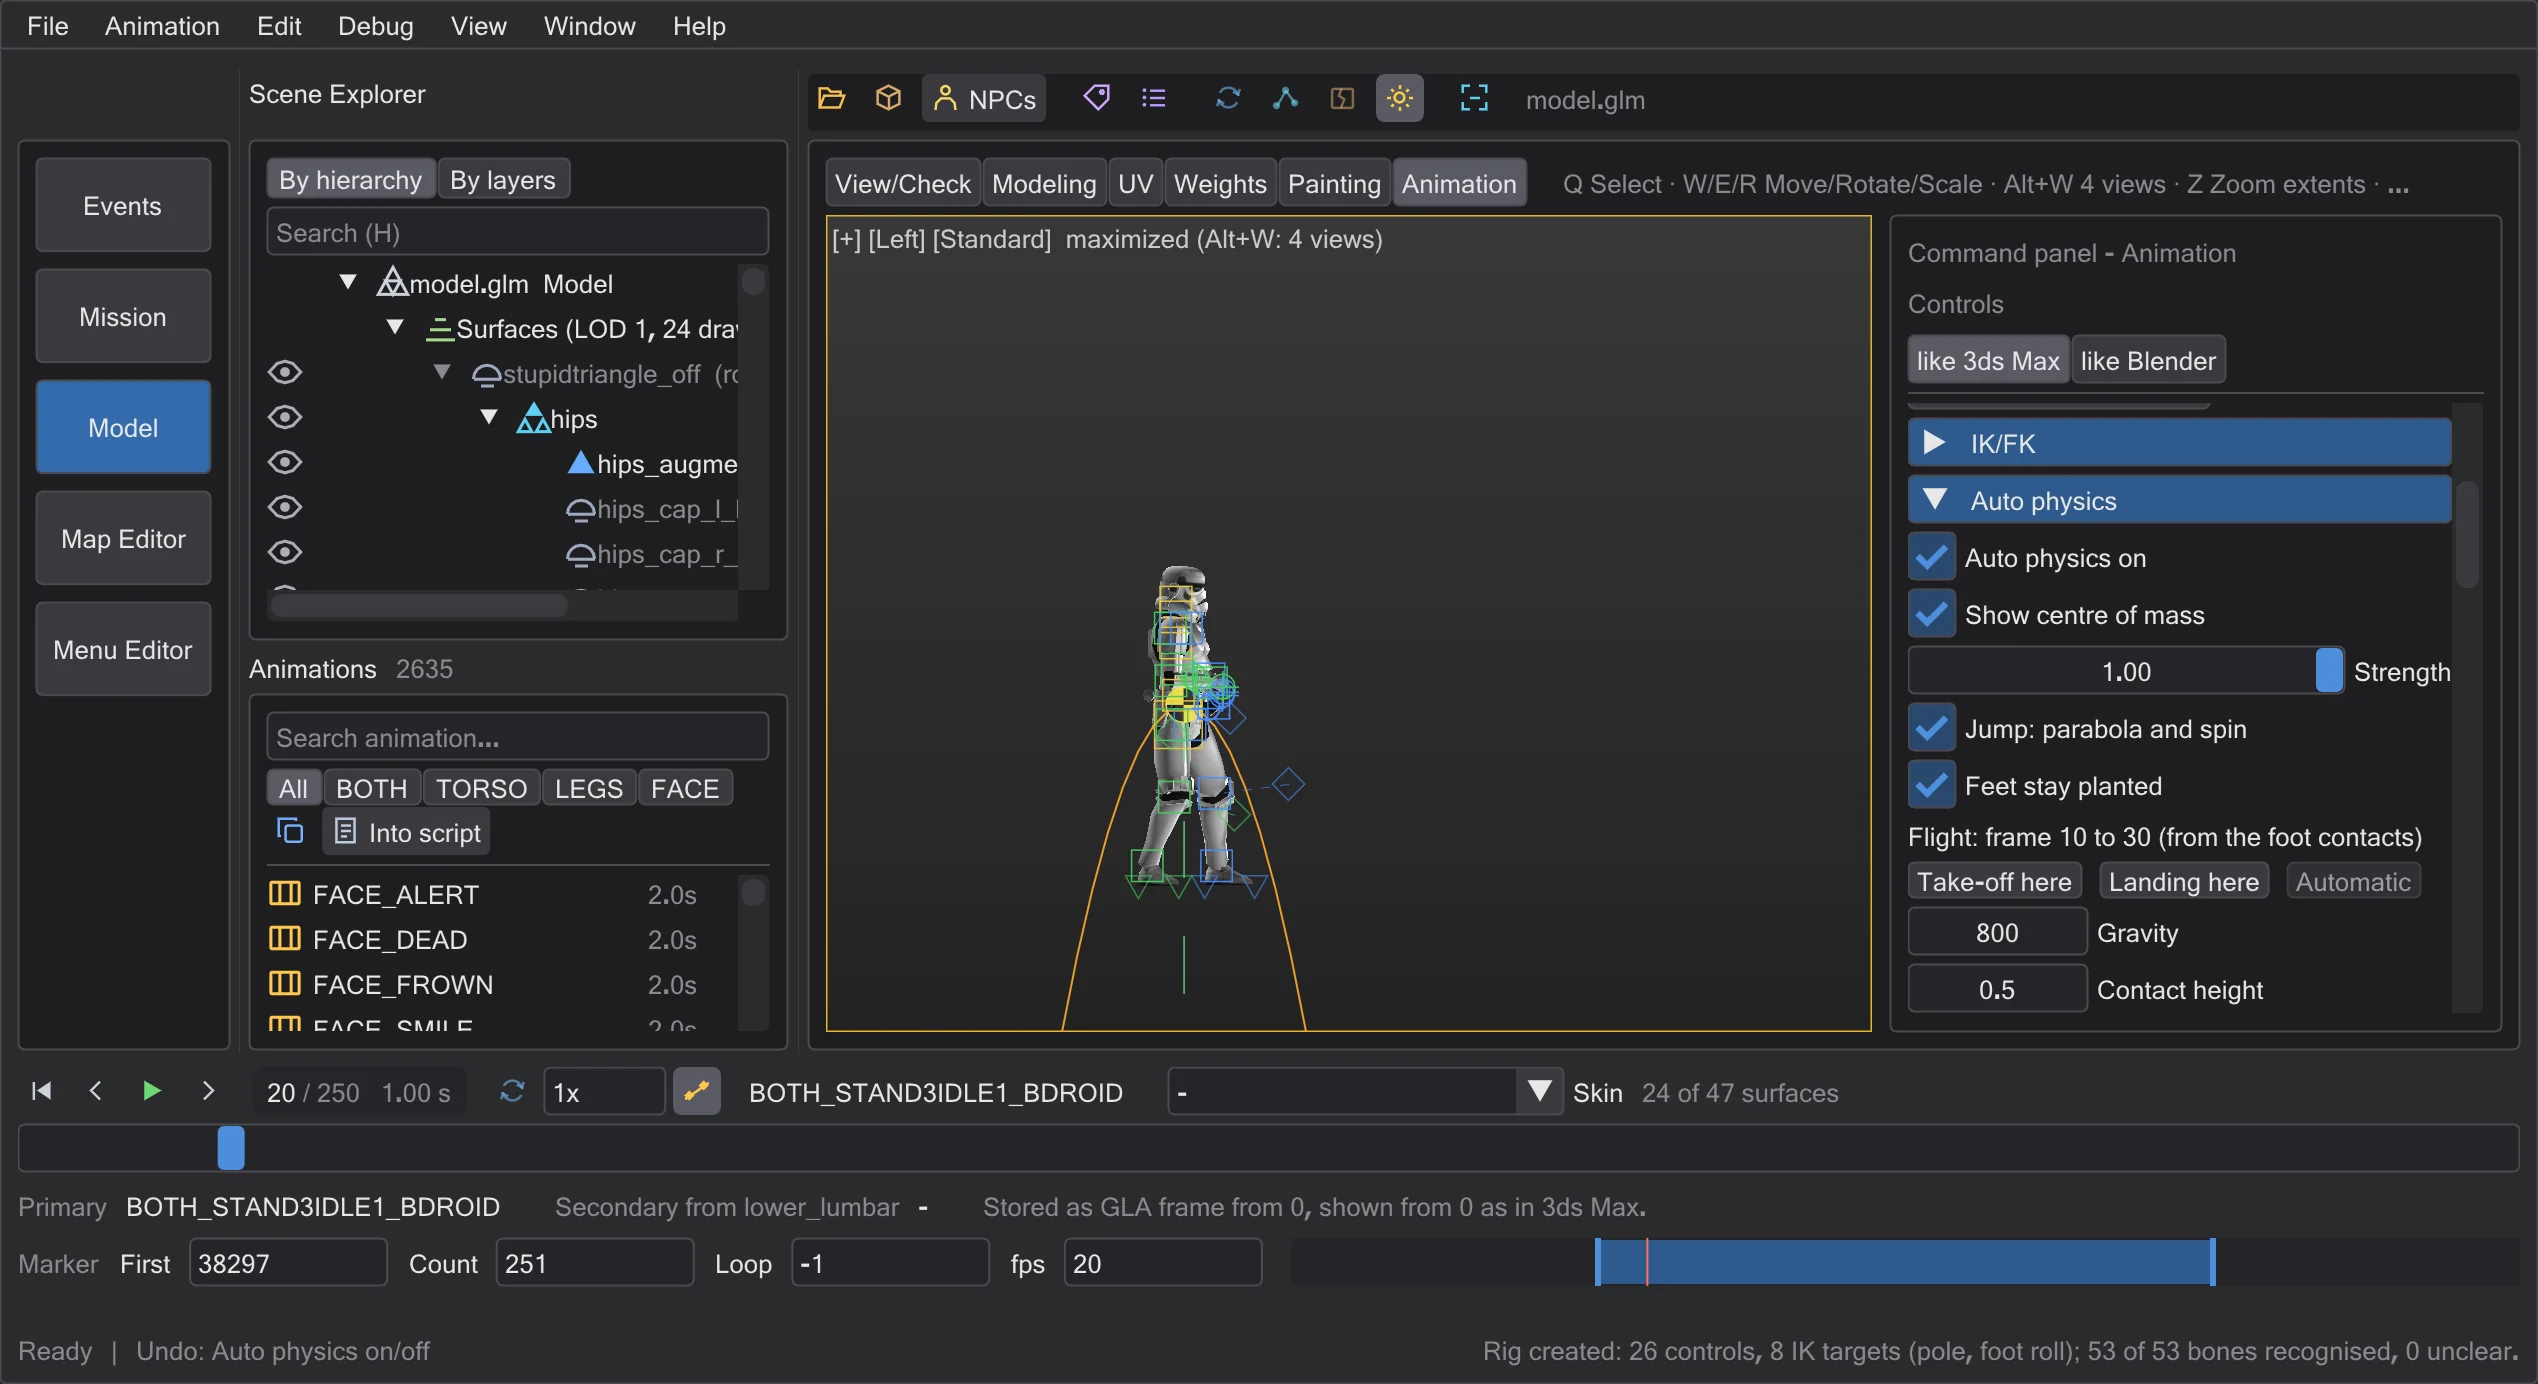 File Animation Edit Debug View Window Help
Scene Explorer
NPCs
model.glm
Events
Mission
Model
Map Editor
Menu Editor
By hierarchy By layers
Search (H)
model.glm Model
Surfaces (LOD 1, 24 dra
stupidtriangle_off (ro
hips
hips_augme
hips_cap_l_
hips_cap_r_
Animations 2635
Search animation...
All BOTH TORSO LEGS FACE
Into script
FACE_ALERT 2.0s
FACE_DEAD 2.0s
FACE_FROWN 2.0s
FACE_SMILE 2.0s
View/Check Modeling UV Weights Painting Animation
Q Select · W/E/R Move/Rotate/Scale · Alt+W 4 views · Z Zoom extents · ...
[+] [Left] [Standard] maximized (Alt+W: 4 views)
Command panel - Animation
Controls
like 3ds Max like Blender
IK/FK
Auto physics
Auto physics on
Show centre of mass
1.00 Strength
Jump: parabola and spin
Feet stay planted
Flight: frame 10 to 30 (from the foot contacts)
Take-off here Landing here Automatic
800 Gravity
0.5 Contact height
20 / 250 1.00 s 1x BOTH_STAND3IDLE1_BDROID - Skin 24 of 47 surfaces
Primary BOTH_STAND3IDLE1_BDROID Secondary from lower_lumbar - Stored as GLA frame from 0, shown from 0 as in 3ds Max.
Marker First 38297 Count 251 Loop -1 fps 20
Ready | Undo: Auto physics on/off
Rig created: 26 controls, 8 IK targets (pole, foot roll); 53 of 53 bones recognised, 0 unclear.